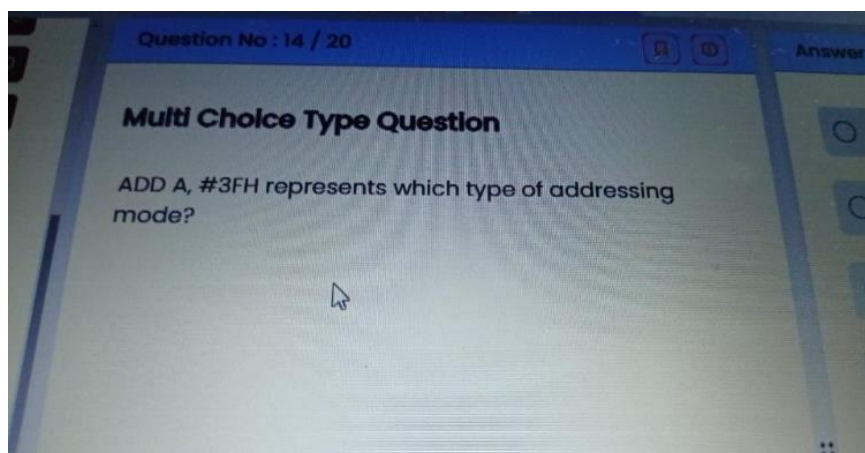 Question No : 14 / 20
Answer
Multi Choice Type Question
ADD A, #3FH represents which type of addressing
mode?